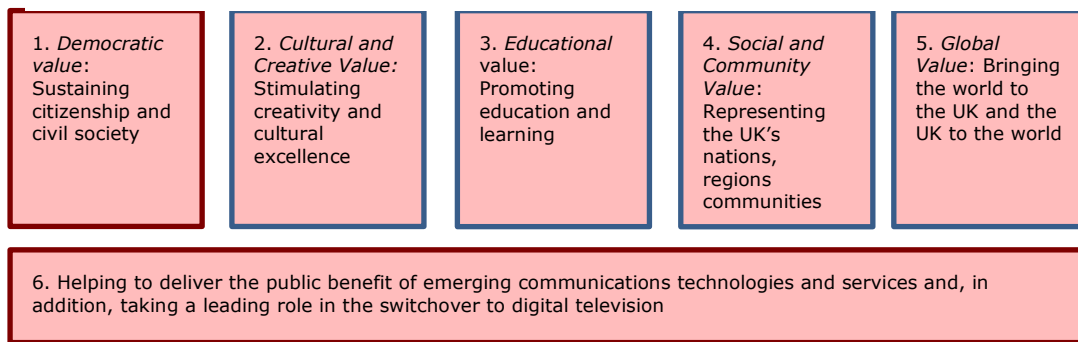 1. Democratic
value:
Sustaining
citizenship and
civil society
2. Cultural and
Creative Value:
Stimulating
creativity and
cultural
excellence
3. Educational
value:
Promoting
education and
learning
4. Social and
Community
Value:
Representing
the UK's
nations,
regions
communities
5. Global
Value: Bringing
the world to
the UK and the
UK to the world
6. Helping to deliver the public benefit of emerging communications technologies and services and, in
addition, taking a leading role in the switchover to digital television